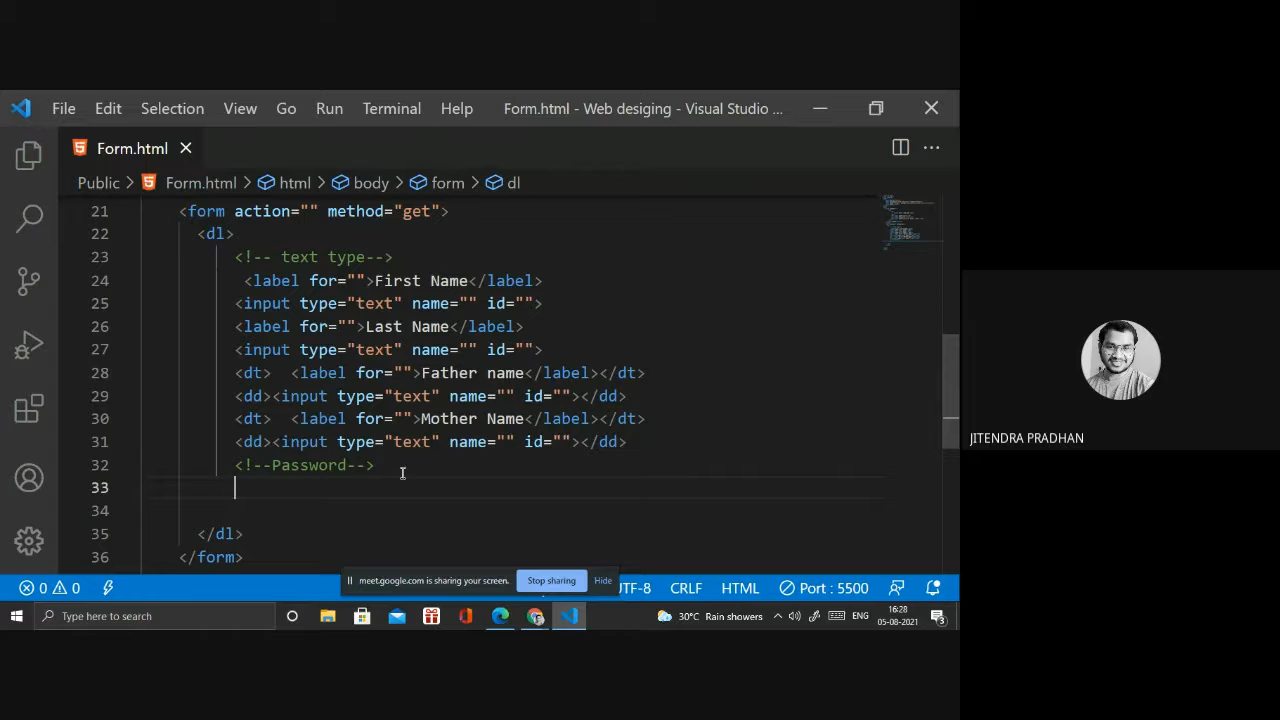 File Edit Selection View Go Run Terminal Help Form.html - Web desiging - Visual Studio ...
Form.html
Public > Form.html > html > body > form > dl
21 <form action="" method="get">
22 <dl>
23 <!-- text type-->
24 <label for="">First Name</label>
25 <input type="text" name="" id="">
26 <label for="">Last Name</label>
27 <input type="text" name="" id="">
28 <dt> <label for="">Father name</label></dt>
29 <dd><input type="text" name="" id=""></dd>
30 <dt> <label for="">Mother Name</label></dt>
31 <dd><input type="text" name="" id=""></dd>
32 <!--Password-->
33
34
35 </dl>
36 </form>
JITENDRA PRADHAN
meet.google.com is sharing your screen. Stop sharing Hide
0 0 UTF-8 CRLF HTML Port : 5500
Type here to search 30°C Rain showers ENG 16:28
05-08-2021 3